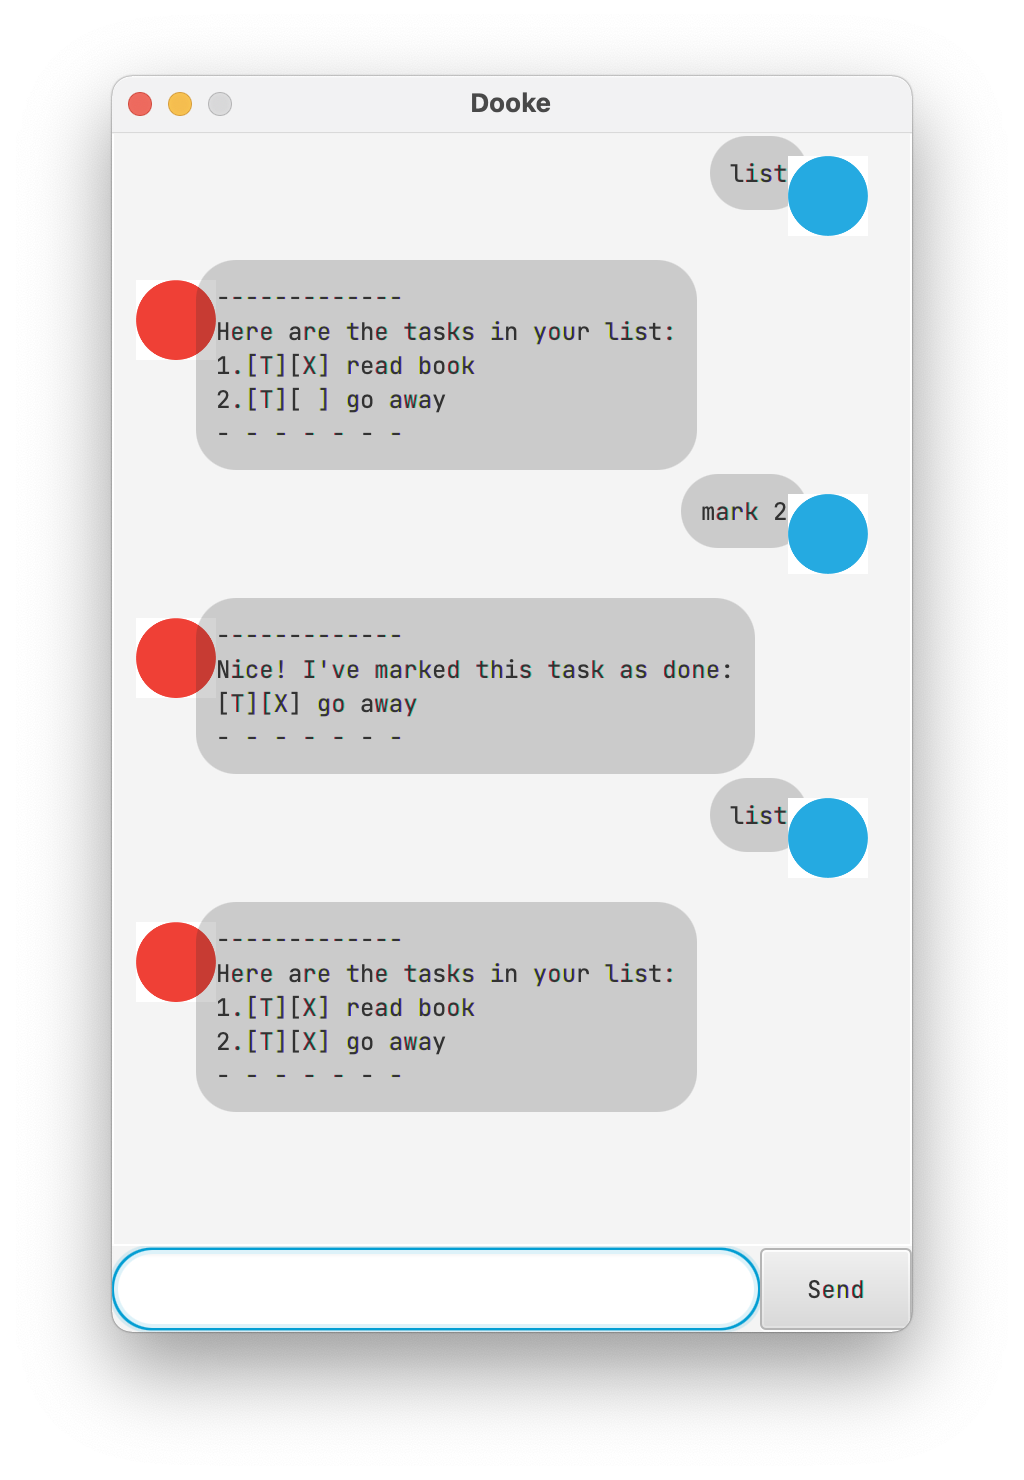 Dooke
list
-------------
Here are the tasks in your list:
1.[T][X] read book
2.[T][ ] go away
- - - - - - -
mark 2
-------------
Nice! I've marked this task as done:
[T][X] go away
- - - - - - -
list
-------------
Here are the tasks in your list:
1.[T][X] read book
2.[T][X] go away
- - - - - - -
Send